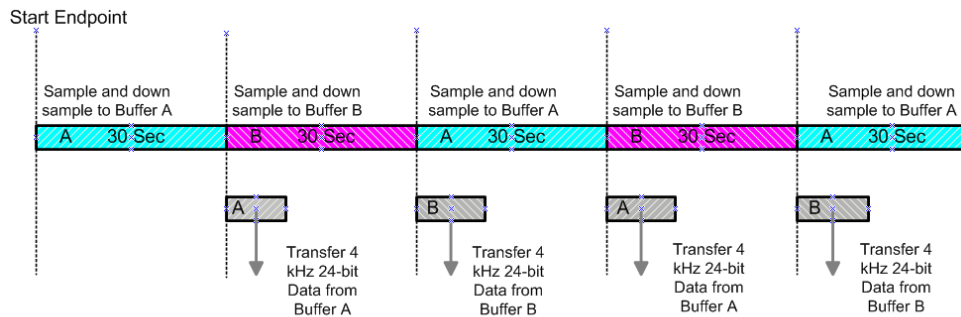 Start Endpoint
Sample and down
sample to Buffer A
Sample and down
sample to Buffer B
Sample and down
sample to Buffer A
Sample and down
sample to Buffer B
Sample and down
sample to Buffer A
A 30 Sec
B 30 Sec
A 30 Sec
B 30 Sec
A 30 Sec
A
B
A
B
Transfer 4
kHz 24-bit
Data from
Buffer A
Transfer 4
kHz 24-bit
Data from
Buffer B
Transfer 4
kHz 24-bit
Data from
Buffer A
Transfer 4
kHz 24-bit
Data from
Buffer B